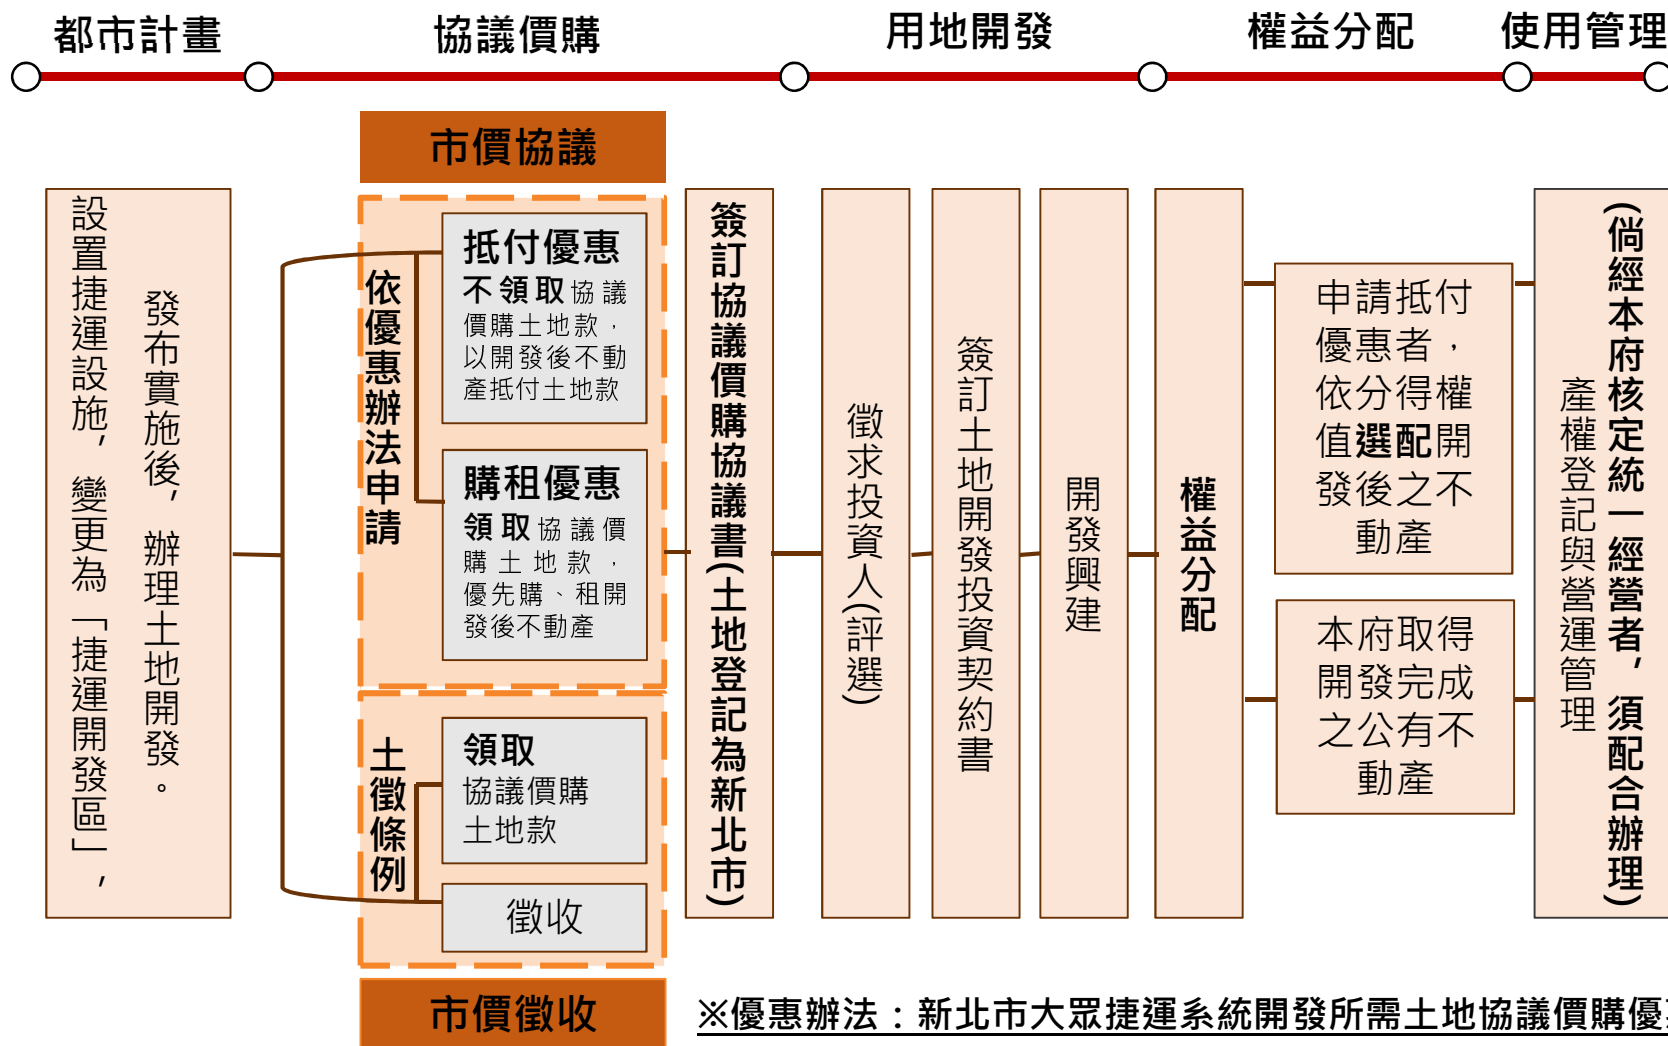 都市計畫
協議價購
用地開發
權益分配
使用管理
市價協議
設置捷運設施，變更為「捷運開發區」，
發布實施後，辦理土地開發。
依優惠辦法申請
抵付優惠
不領取協議
價購土地款，
以開發後不動
產抵付土地款
購租優惠
領取協議價
購土地款，
優先購、租開
發後不動產
土徵條例
領取
協議價購
土地款
徵收
市價徵收
簽訂協議價購協議書(土地登記為新北市)
徵求投資人(評選)
簽訂土地開發投資契約書
開發興建
權益分配
申請抵付
優惠者，
依分得權
值選配開
發後之不
動產
本府取得
開發完成
之公有不
動產
產權登記與營運管理
(倘經本府核定統一經營者，須配合辦理)
※優惠辦法：新北市大眾捷運系統開發所需土地協議價購優